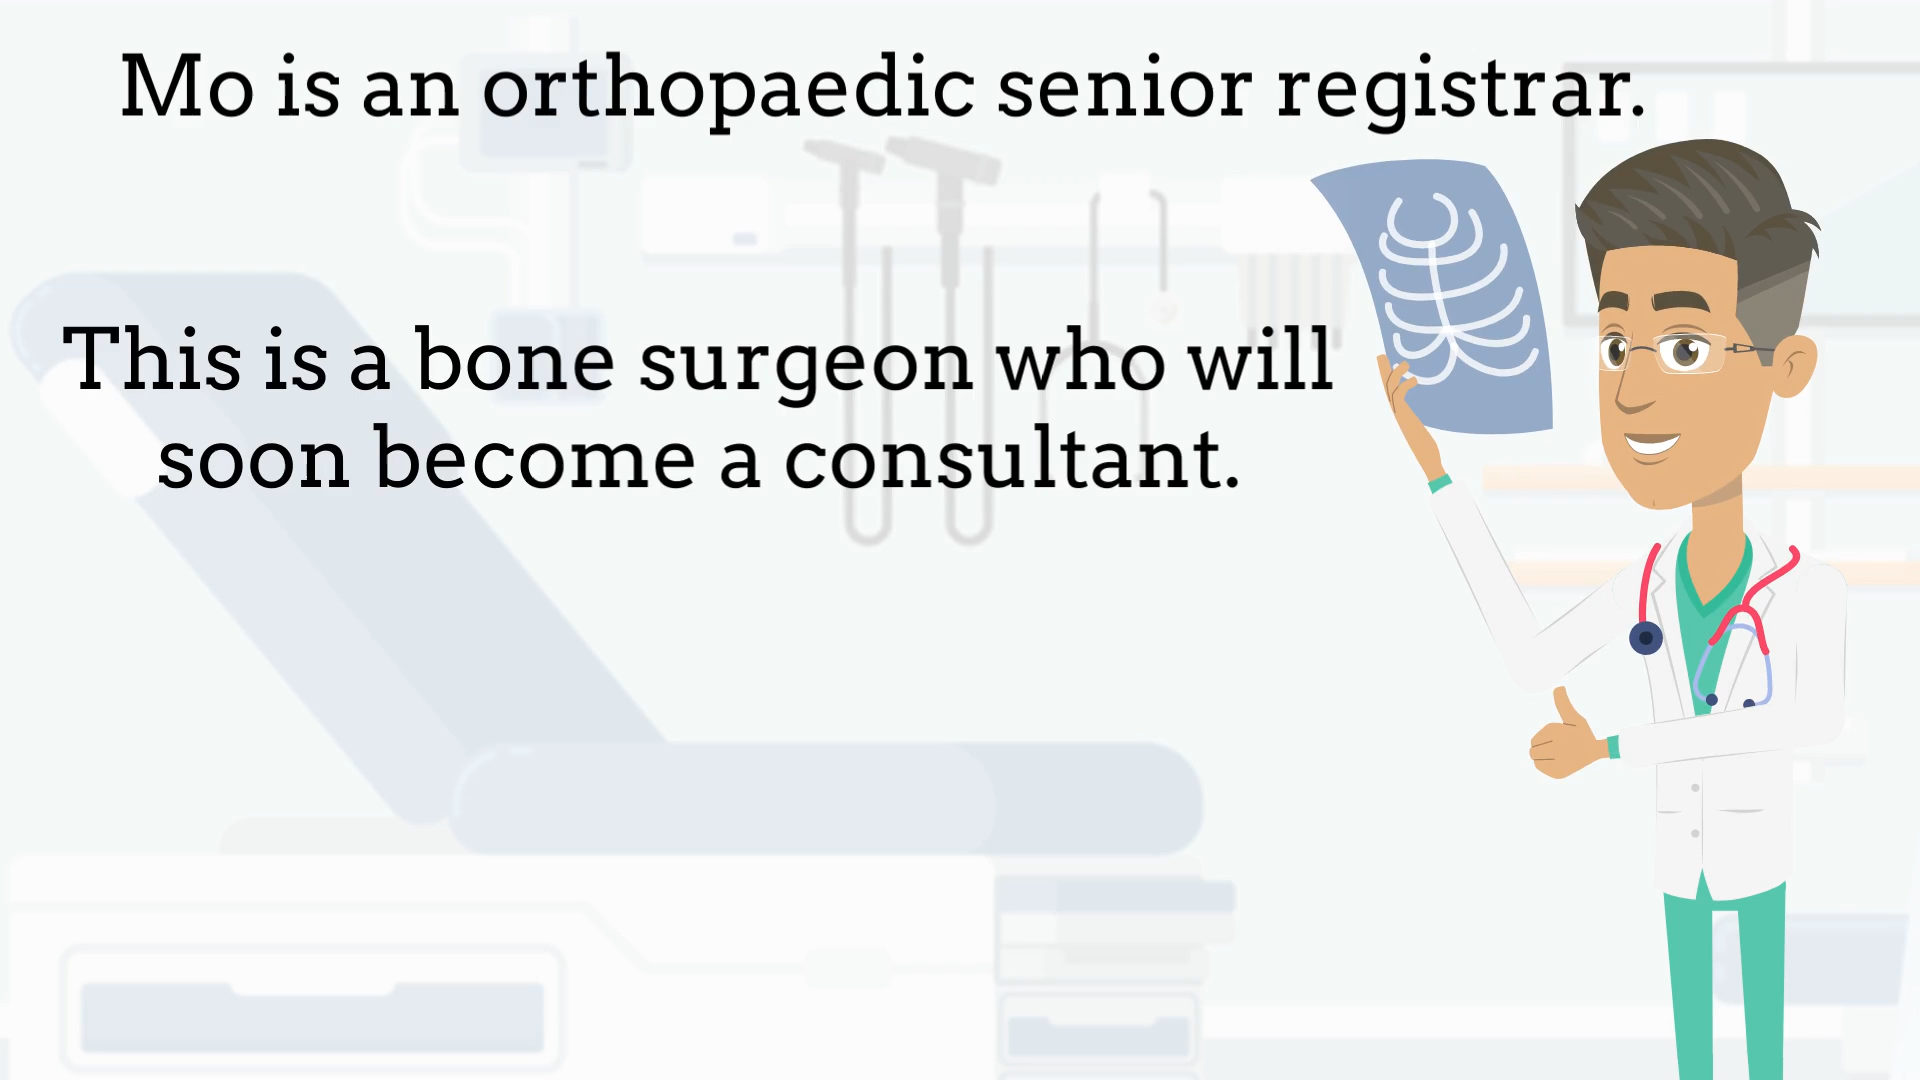 Mo is an orthopaedic senior registrar.
This is a bone surgeon who will
soon become a consultant.